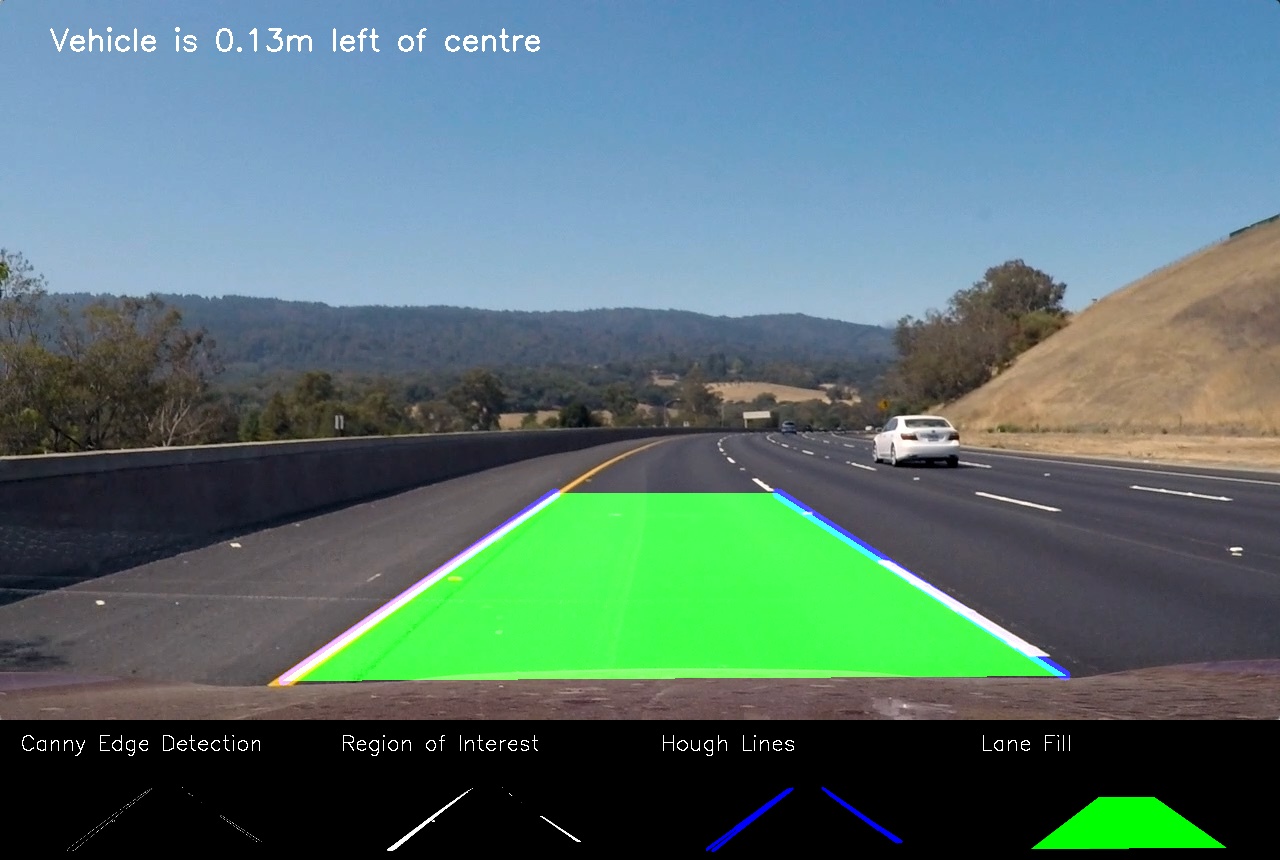 Vehicle is 0.13m left of centre
Canny Edge Detection
Region of Interest
Hough Lines
Lane Fill